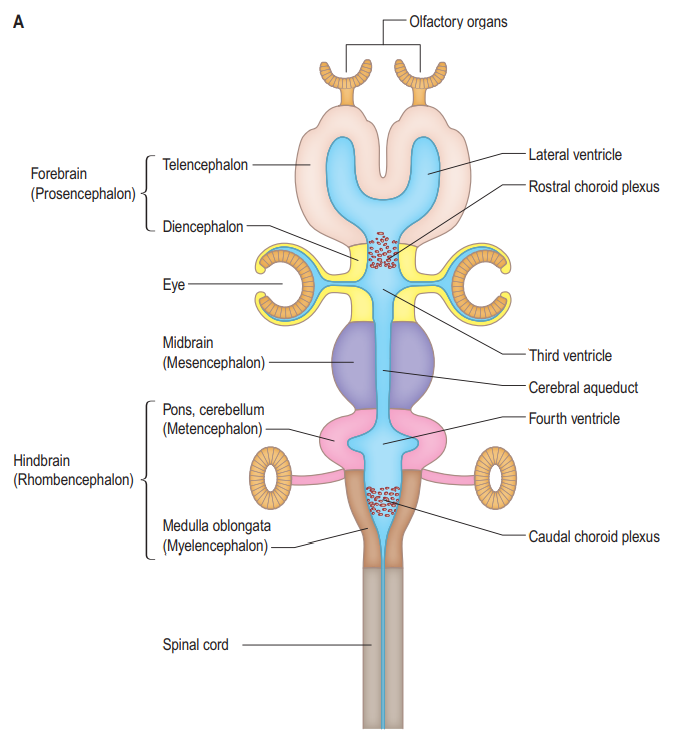 A
Olfactory organs
Forebrain
(Prosencephalon)
Telencephalon
Diencephalon
Eye
Midbrain
(Mesencephalon)
Hindbrain
(Rhombencephalon)
Pons, cerebellum
(Metencephalon)
Medulla oblongata
(Myelencephalon)
Spinal cord
Lateral ventricle
Rostral choroid plexus
Third ventricle
Cerebral aqueduct
Fourth ventricle
Caudal choroid plexus